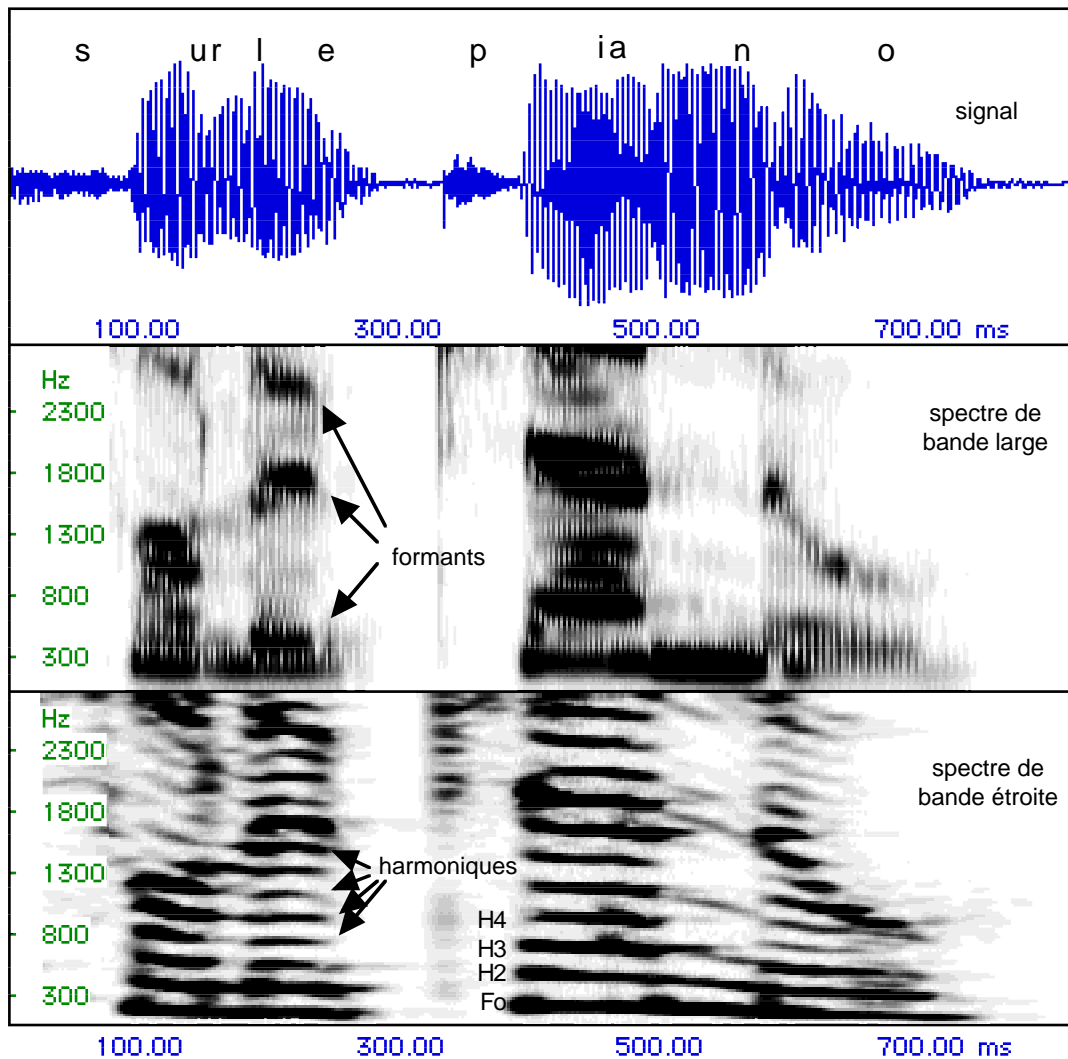 s ur l e p ia n o
signal
100.00 300.00 500.00 700.00 ms
Hz
2300
spectre de
bande large
1800
1300
formants
800
300
Hz
2300
spectre de
bande étroite
1800
1300
harmoniques
800
H4
H3
H2
300
Fo
100.00 300.00 500.00 700.00 ms